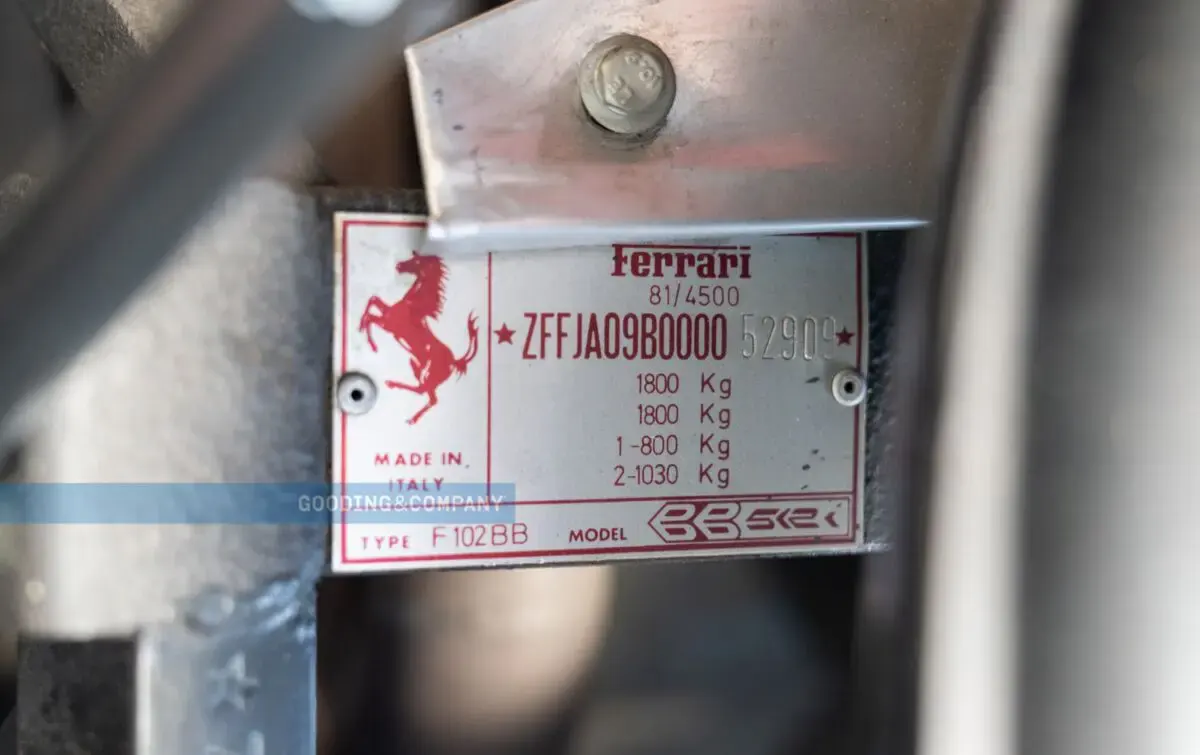 Ferrari
81/4500
★ZFFJA09B0000 52909★
1800 Kg
1800 Kg
1-800 Kg
2-1030 Kg
MADE IN
ITALY
GOODING&COMPANY
TYPE F102BB MODEL BB 512i